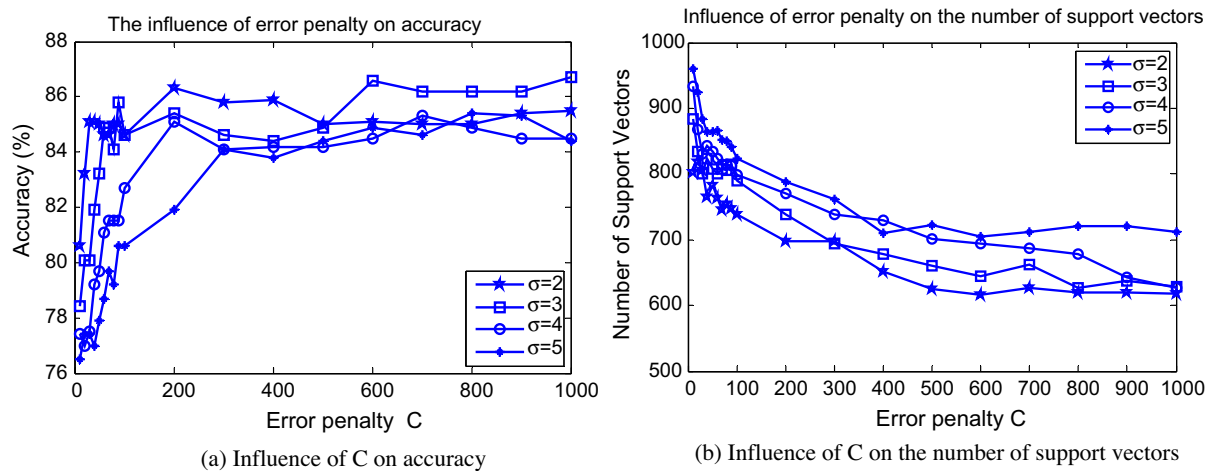 The influence of error penalty on accuracy
88
86
84
82
80
78
76
Accuracy (%)
0 200 400 600 800 1000
Error penalty C
σ=2
σ=3
σ=4
σ=5
(a) Influence of C on accuracy
Influence of error penalty on the number of support vectors
1000
900
800
700
600
500
Number of Support Vectors
0 100 200 300 400 500 600 700 800 900 1000
Error penalty C
σ=2
σ=3
σ=4
σ=5
(b) Influence of C on the number of support vectors